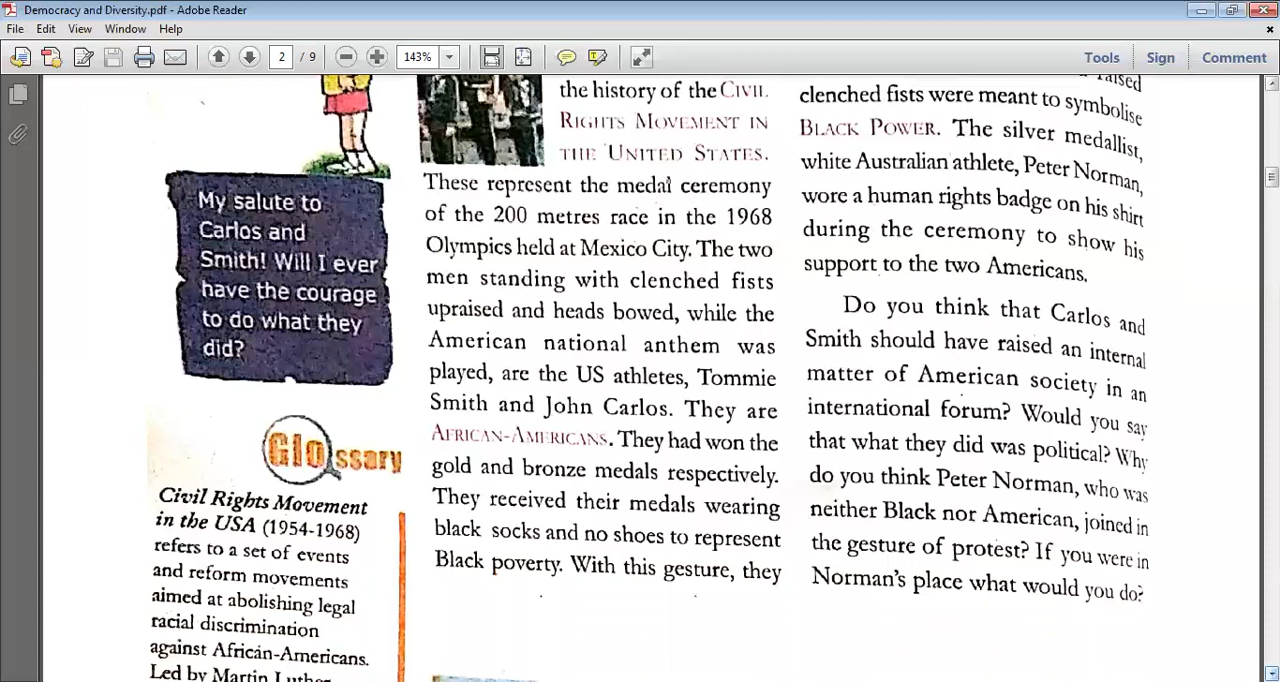 Democracy and Diversity.pdf - Adobe Reader
File Edit View Window Help
2 / 9 143% Tools Sign Comment
My salute to
Carlos and
Smith! Will I ever
have the courage
to do what they
did?
Glossary
Civil Rights Movement
in the USA (1954-1968)
refers to a set of events
and reform movements
aimed at abolishing legal
racial discrimination
against African-Americans.
Led by Martin Luther
the history of the CIVIL
RIGHTS MOVEMENT IN
THE UNITED STATES.
These represent the medal ceremony
of the 200 metres race in the 1968
Olympics held at Mexico City. The two
men standing with clenched fists
upraised and heads bowed, while the
American national anthem was
played, are the US athletes, Tommie
Smith and John Carlos. They are
AFRICAN-AMERICANS. They had won the
gold and bronze medals respectively.
They received their medals wearing
black socks and no shoes to represent
Black poverty. With this gesture, they
raised
clenched fists were meant to symbolise
BLACK POWER. The silver medallist,
white Australian athlete, Peter Norman,
wore a human rights badge on his shirt
during the ceremony to show his
support to the two Americans.
Do you think that Carlos and
Smith should have raised an internal
matter of American society in an
international forum? Would you say
that what they did was political? Why
do you think Peter Norman, who was
neither Black nor American, joined in
the gesture of protest? If you were in
Norman's place what would you do?